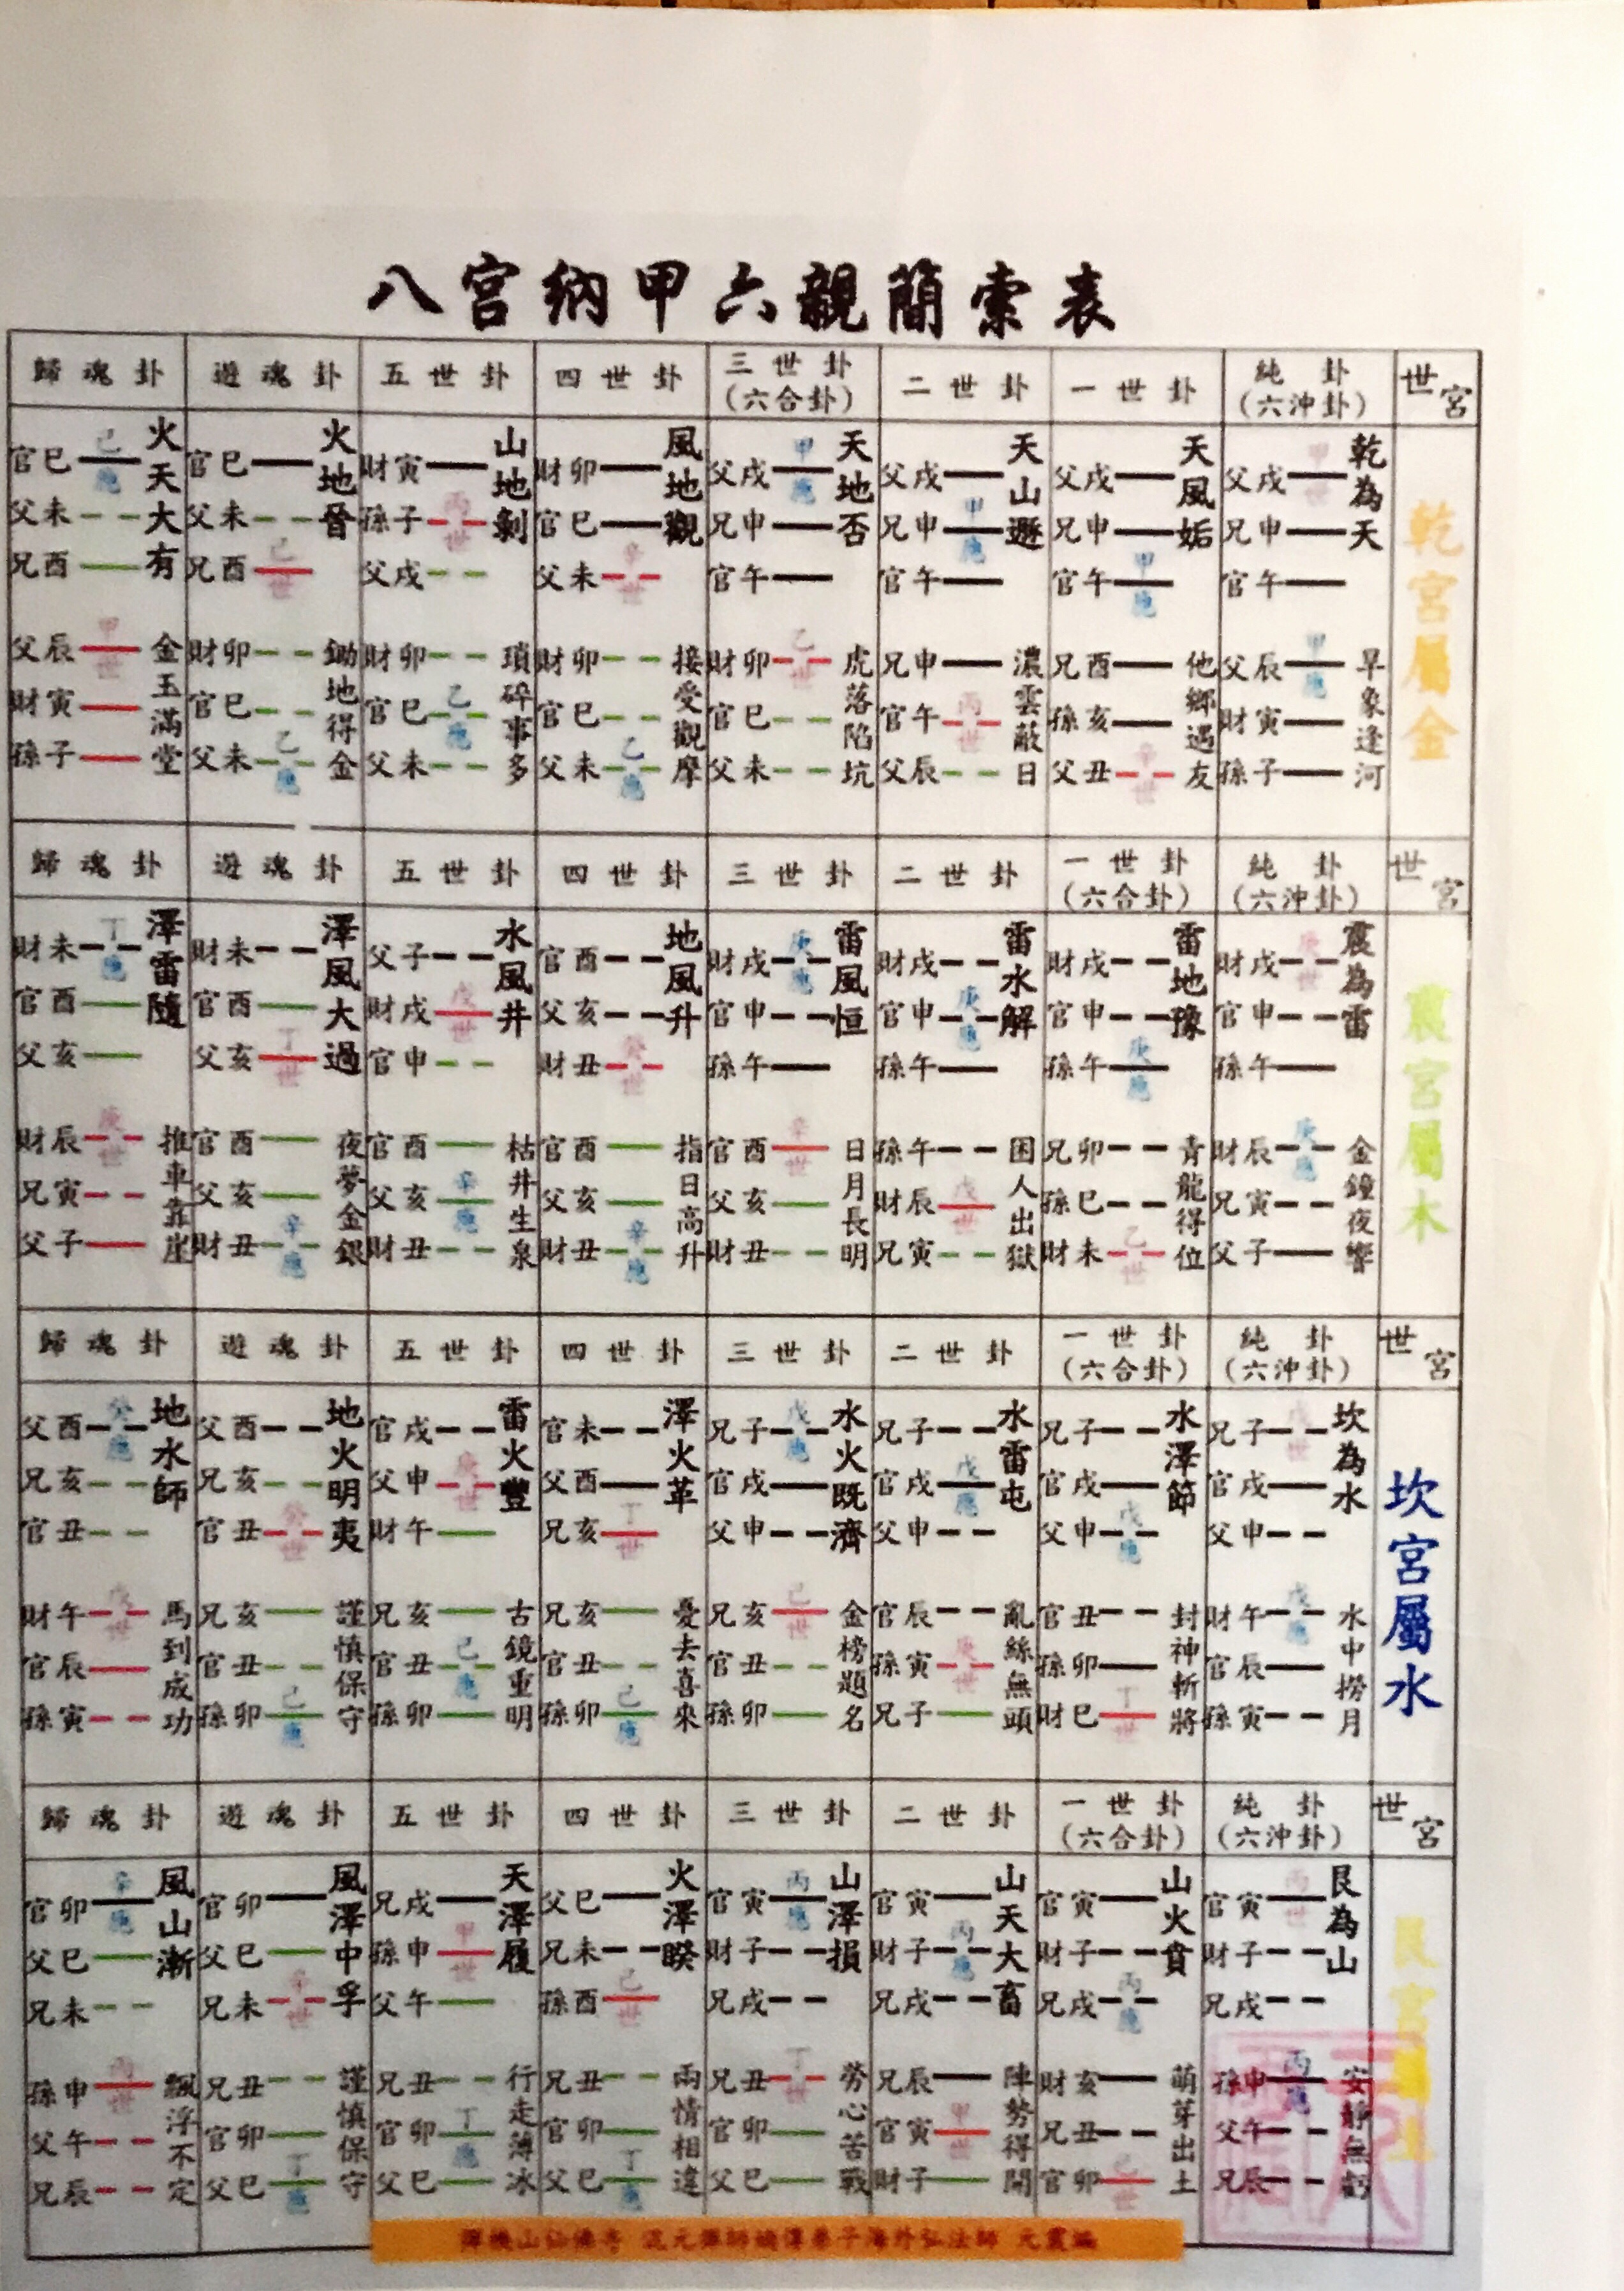 八宮納甲六親簡索表
世宮
純卦
(六沖卦)
一世卦
二世卦
三世卦
(六合卦)
四世卦
五世卦
遊魂卦
歸魂卦
乾宮屬金
乾為天
父戌 甲世
兄申
官午
父辰 甲應
財寅
孫子
旱象逢河
天風姤
父戌
兄申
官午 甲應
兄酉
孫亥
父丑 辛世
他鄉遇友
天山遯
父戌
兄申 甲應
官午
兄申
官午 丙世
父辰
濃雲蔽日
天地否
父戌 甲應
兄申
官午
財卯 乙世
官巳
父未
虎落陷坑
風地觀
財卯
官巳
父未 辛世
財卯
官巳
父未 乙應
接受觀摩
山地剝
財寅
孫子 丙世
父戌
財卯
官巳 乙應
父未
瑣碎事多
火地晉
官巳
父未
兄酉 己世
財卯
官巳
父未 乙應
鋤地得金
火天大有
官巳 己應
父未
兄酉
父辰 甲世
財寅
孫子
金玉滿堂
世宮
純卦
(六沖卦)
一世卦
(六合卦)
二世卦
三世卦
四世卦
五世卦
遊魂卦
歸魂卦
震宮屬木
震為雷
財戌 庚世
官申
孫午
財辰 庚應
兄寅
父子
金鐘夜響
雷地豫
財戌
官申
孫午 庚應
兄卯
孫巳
財未 乙世
青龍得位
雷水解
財戌
官申 庚應
孫午
孫午
財辰 戊世
兄寅
困人出獄
雷風恒
財戌 庚應
官申
孫午
官酉 辛世
父亥
財丑
日月長明
地風升
官酉
父亥
財丑 癸世
官酉
父亥
財丑 辛應
指日高升
水風井
父子
財戌 戊世
官申
官酉
父亥 辛應
財丑
枯井生泉
澤風大過
財未
官酉
父亥 丁世
官酉
父亥
財丑 辛應
夜夢金銀
澤雷隨
財未 丁應
官酉
父亥
財辰 庚世
兄寅
父子
推車靠崖
世宮
純卦
(六沖卦)
一世卦
(六合卦)
二世卦
三世卦
四世卦
五世卦
遊魂卦
歸魂卦
坎宮屬水
坎為水
兄子 戊世
官戌
父申
財午 戊應
官辰
孫寅
水中撈月
水澤節
兄子
官戌
父申 戊應
官丑
孫卯
財巳 丁世
封神斬將
水雷屯
兄子
官戌 戊應
父申
官辰
孫寅 庚世
兄子
亂絲無頭
水火既濟
兄子 戊應
官戌
父申
兄亥 己世
官丑
孫卯
金榜題名
澤火革
官未
父酉
兄亥 丁世
兄亥
官丑
孫卯 己應
憂去喜來
雷火豐
官戌
父申 庚世
財午
兄亥
官丑 己應
孫卯
古鏡重明
地火明夷
父酉
兄亥
官丑 癸世
兄亥
官丑
孫卯 己應
謹慎保守
地水師
父酉 癸應
兄亥
官丑
財午 戊世
官辰
孫寅
馬到成功
世宮
純卦
(六沖卦)
一世卦
(六合卦)
二世卦
三世卦
四世卦
五世卦
遊魂卦
歸魂卦
艮宮屬土
艮為山
官寅 丙世
財子
兄戌
孫申 丙應
父午
兄辰
安靜無虧
山火賁
官寅
財子
兄戌 丙應
財亥
兄丑
官卯 己世
萌芽出土
山天大畜
官寅
財子 丙應
兄戌
兄辰
官寅 甲世
財子
陣勢得開
山澤損
官寅 丙應
財子
兄戌
兄丑 丁世
官卯
父巳
勞心苦戰
火澤睽
父巳
兄未
孫酉 己世
兄丑
官卯
父巳 丁應
兩情相違
天澤履
兄戌
孫申 甲世
父午
兄丑
官卯 丁應
父巳
行走薄冰
風澤中孚
官卯
父巳
兄未 辛世
兄丑
官卯
父巳 丁應
謹慎保守
風山漸
官卯 辛應
父巳
兄未
孫申 丙世
父午
兄辰
飄浮不定
禪機山仙佛寺 混元禪師嫡傳弟子海外弘法師 元震編